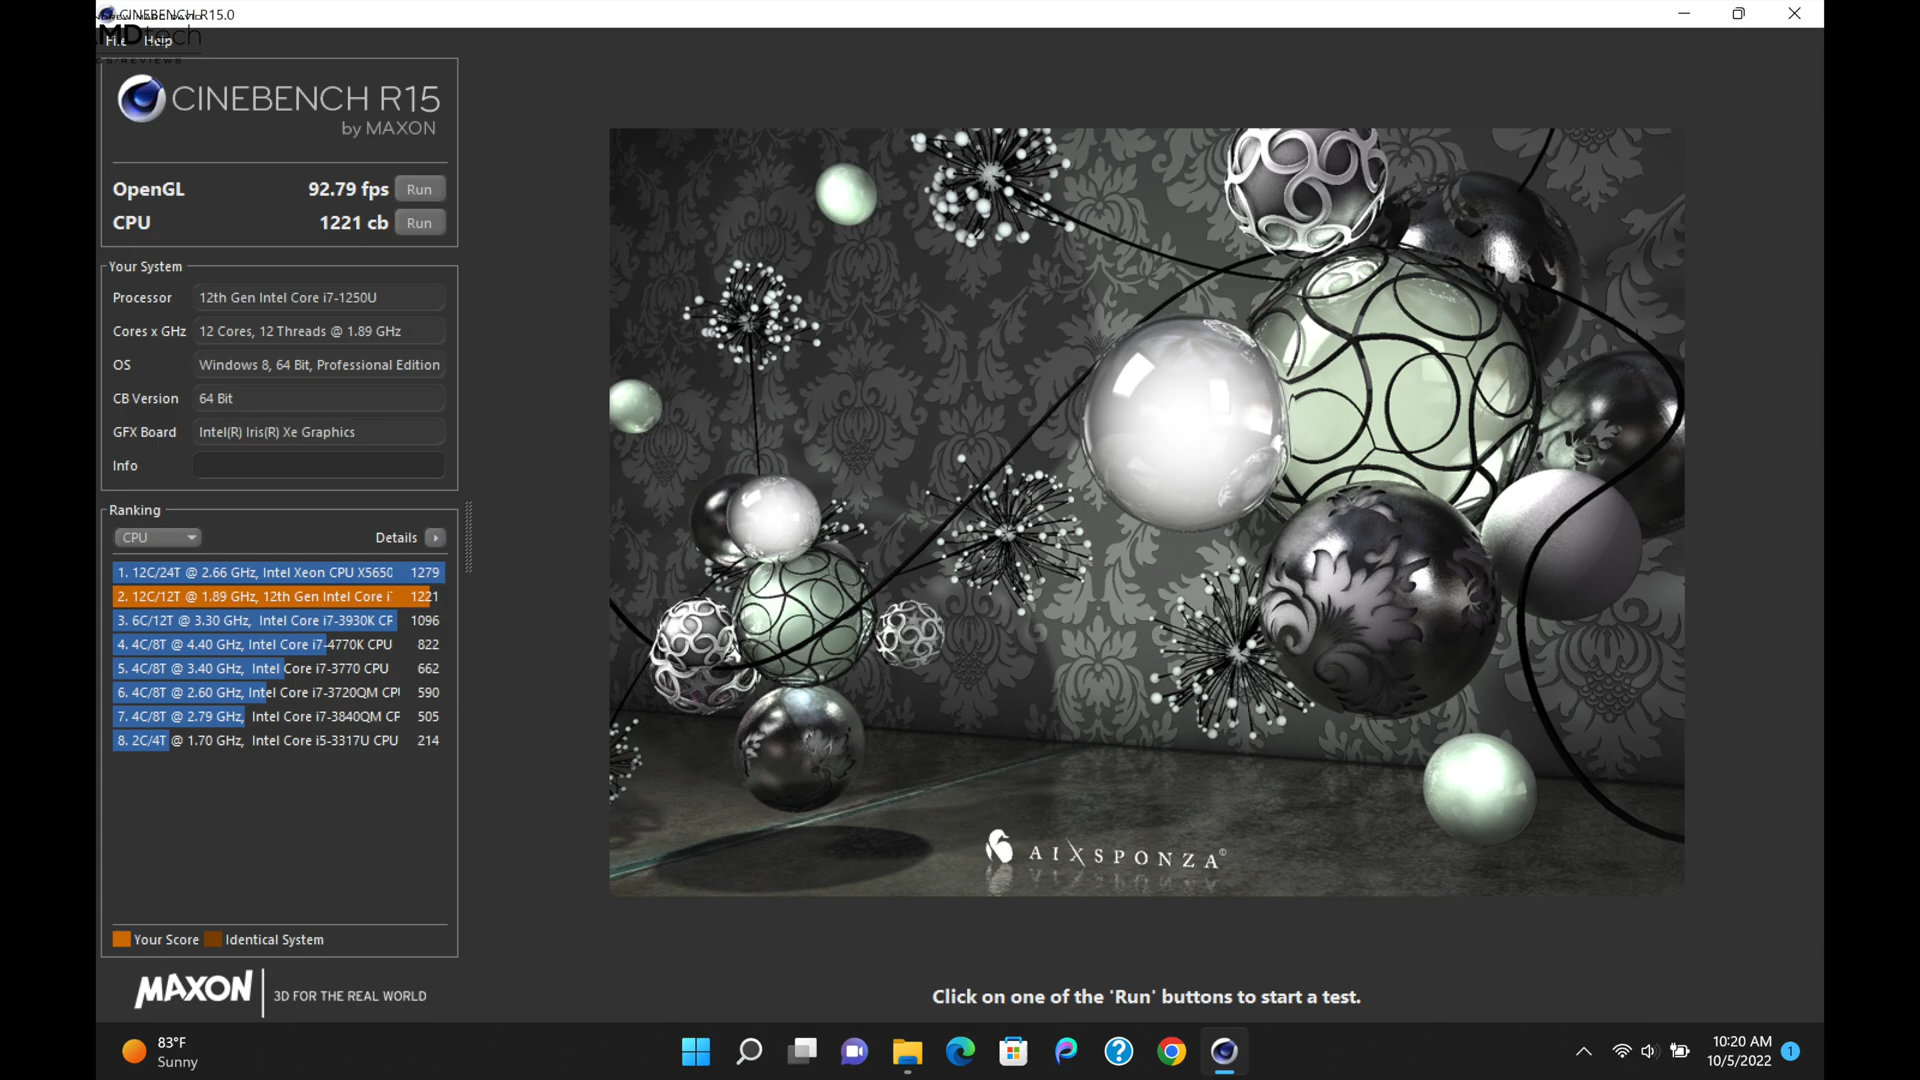 CINEBENCH R15.0
AMDtech
File Help
GS/REVIEWS
CINEBENCH R15
by MAXON
OpenGL 92.79 fps Run
CPU 1221 cb Run
Your System
Processor 12th Gen Intel Core i7-1250U
Cores x GHz 12 Cores, 12 Threads @ 1.89 GHz
OS Windows 8, 64 Bit, Professional Edition
CB Version 64 Bit
GFX Board Intel(R) Iris(R) Xe Graphics
Info
Ranking
CPU Details
1. 12C/24T @ 2.66 GHz, Intel Xeon CPU X5650 1279
2. 12C/12T @ 1.89 GHz, 12th Gen Intel Core i7 1221
3. 6C/12T @ 3.30 GHz, Intel Core i7-3930K CP 1096
4. 4C/8T @ 4.40 GHz, Intel Core i7-4770K CPU 822
5. 4C/8T @ 3.40 GHz, Intel Core i7-3770 CPU 662
6. 4C/8T @ 2.60 GHz, Intel Core i7-3720QM CPU 590
7. 4C/8T @ 2.79 GHz, Intel Core i7-3840QM CP 505
8. 2C/4T @ 1.70 GHz, Intel Core i5-3317U CPU 214
Your Score Identical System
MAXON 3D FOR THE REAL WORLD
AIXSPONZA®
Click on one of the 'Run' buttons to start a test.
83°F
Sunny
10:20 AM
10/5/2022 1